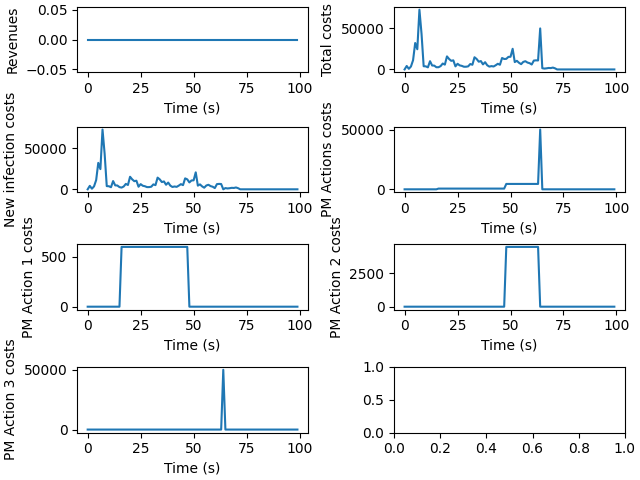 Revenues
0.05
0.00
−0.05
0 25 50 75 100
Time (s)
Total costs
50000
0
0 25 50 75 100
Time (s)
New infection costs
50000
0
0 25 50 75 100
Time (s)
PM Actions costs
50000
0
0 25 50 75 100
Time (s)
PM Action 1 costs
500
0
0 25 50 75 100
Time (s)
PM Action 2 costs
2500
0
0 25 50 75 100
Time (s)
PM Action 3 costs
50000
0
0 25 50 75 100
Time (s)
1.0
0.5
0.0
0.0 0.2 0.4 0.6 0.8 1.0